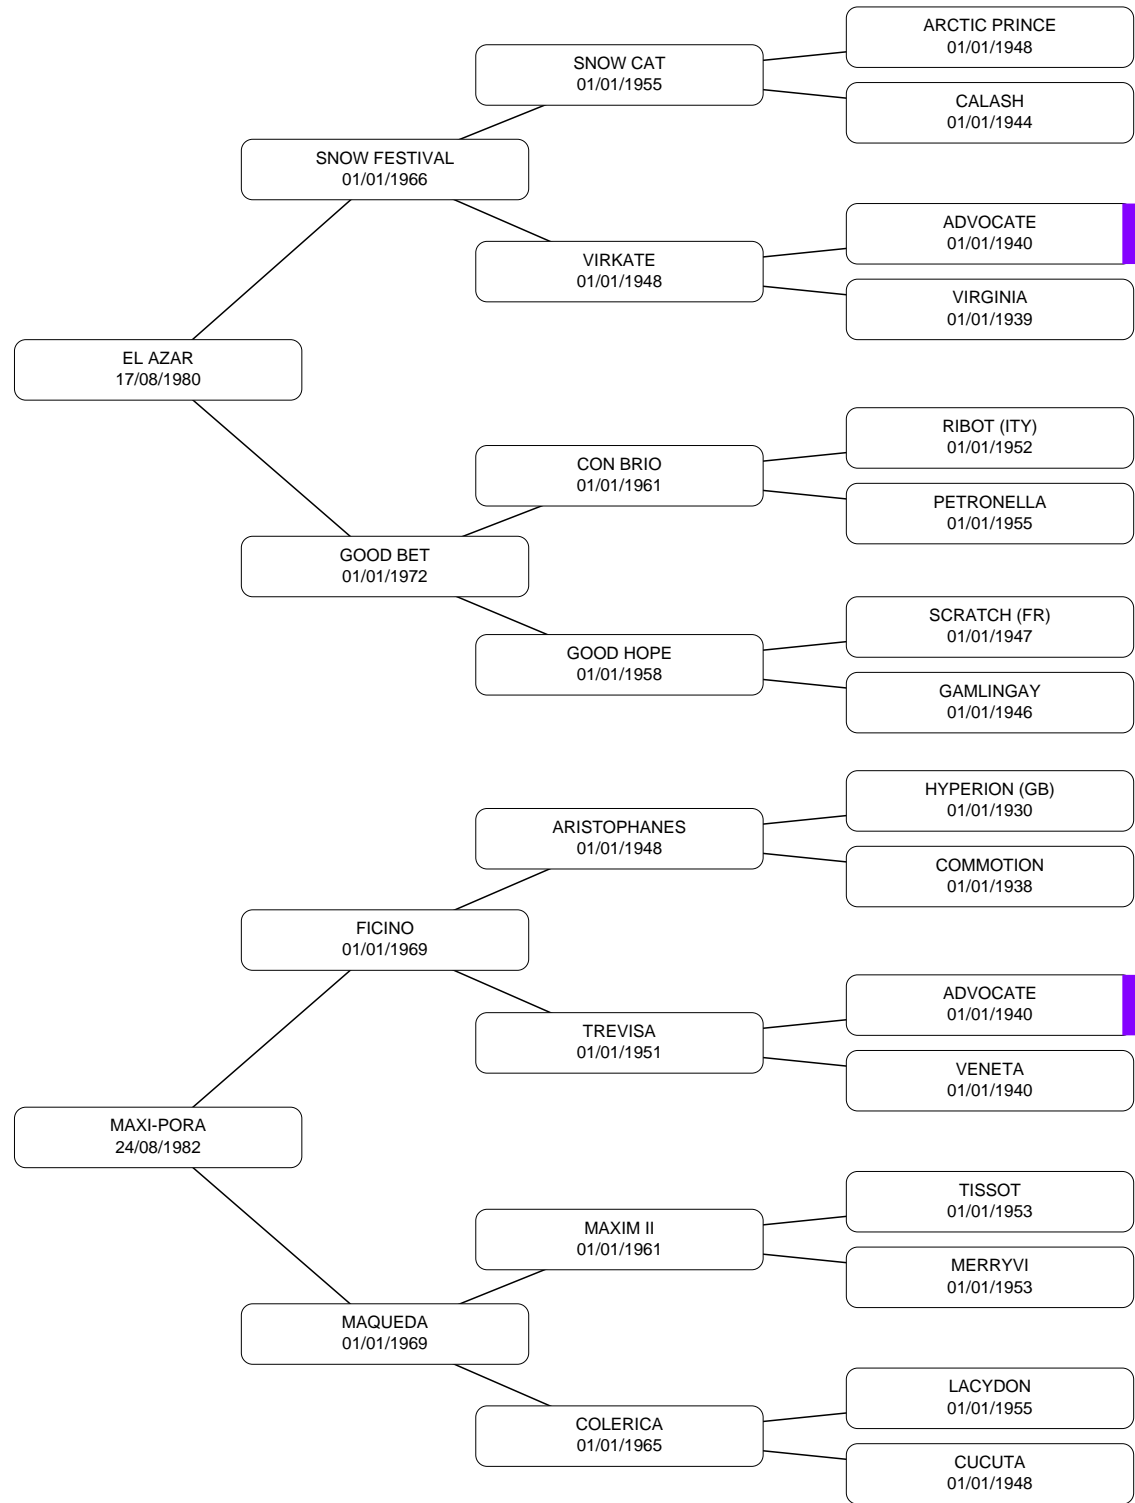 ARCTIC PRINCE
01/01/1948
SNOW CAT
01/01/1955
CALASH
01/01/1944
SNOW FESTIVAL
01/01/1966
ADVOCATE
01/01/1940
VIRKATE
01/01/1948
VIRGINIA
01/01/1939
EL AZAR
17/08/1980
RIBOT (ITY)
01/01/1952
CON BRIO
01/01/1961
PETRONELLA
01/01/1955
GOOD BET
01/01/1972
SCRATCH (FR)
01/01/1947
GOOD HOPE
01/01/1958
GAMLINGAY
01/01/1946
HYPERION (GB)
01/01/1930
ARISTOPHANES
01/01/1948
COMMOTION
01/01/1938
FICINO
01/01/1969
ADVOCATE
01/01/1940
TREVISA
01/01/1951
VENETA
01/01/1940
MAXI-PORA
24/08/1982
TISSOT
01/01/1953
MAXIM II
01/01/1961
MERRYVI
01/01/1953
MAQUEDA
01/01/1969
LACYDON
01/01/1955
COLERICA
01/01/1965
CUCUTA
01/01/1948